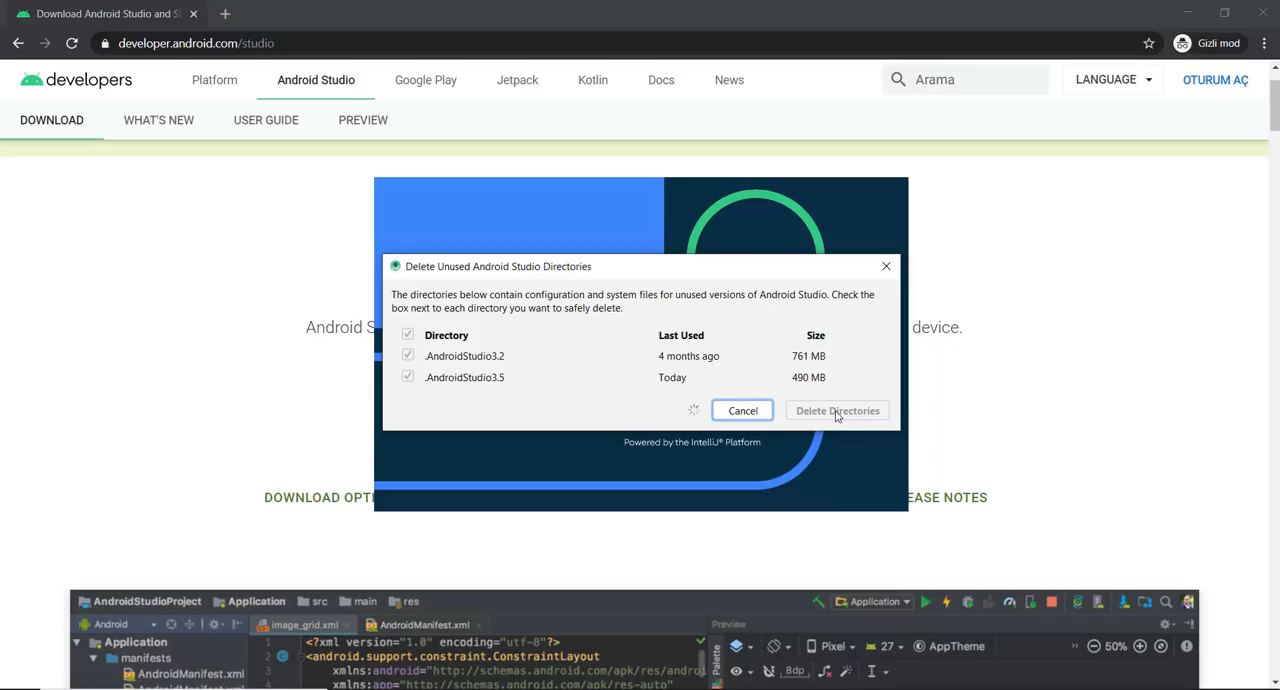 Download Android Studio and S
developer.android.com/studio
Gizli mod
developers
Platform
Android Studio
Google Play
Jetpack
Kotlin
Docs
News
Arama
LANGUAGE
OTURUM AÇ
DOWNLOAD
WHAT'S NEW
USER GUIDE
PREVIEW
Android S
device.
Delete Unused Android Studio Directories
The directories below contain configuration and system files for unused versions of Android Studio. Check the
box next to each directory you want to safely delete.
Directory Last Used Size
.AndroidStudio3.2 4 months ago 761 MB
.AndroidStudio3.5 Today 490 MB
Cancel
Delete Directories
Powered by the IntelliJ® Platform
DOWNLOAD OPT
EASE NOTES
AndroidStudioProject Application src main res
Application
Android
image_grid.xml
AndroidManifest.xml
Preview
Application
manifests
AndroidManifest.xml
1 <?xml version="1.0" encoding="utf-8"?>
2 <android.support.constraint.ConstraintLayout
3 xmlns:android="http://schemas.android.com/apk/res/androi
4 xmlns:app="http://schemas.android.com/apk/res-auto"
Palette
Pixel
27
AppTheme
50%
8dp